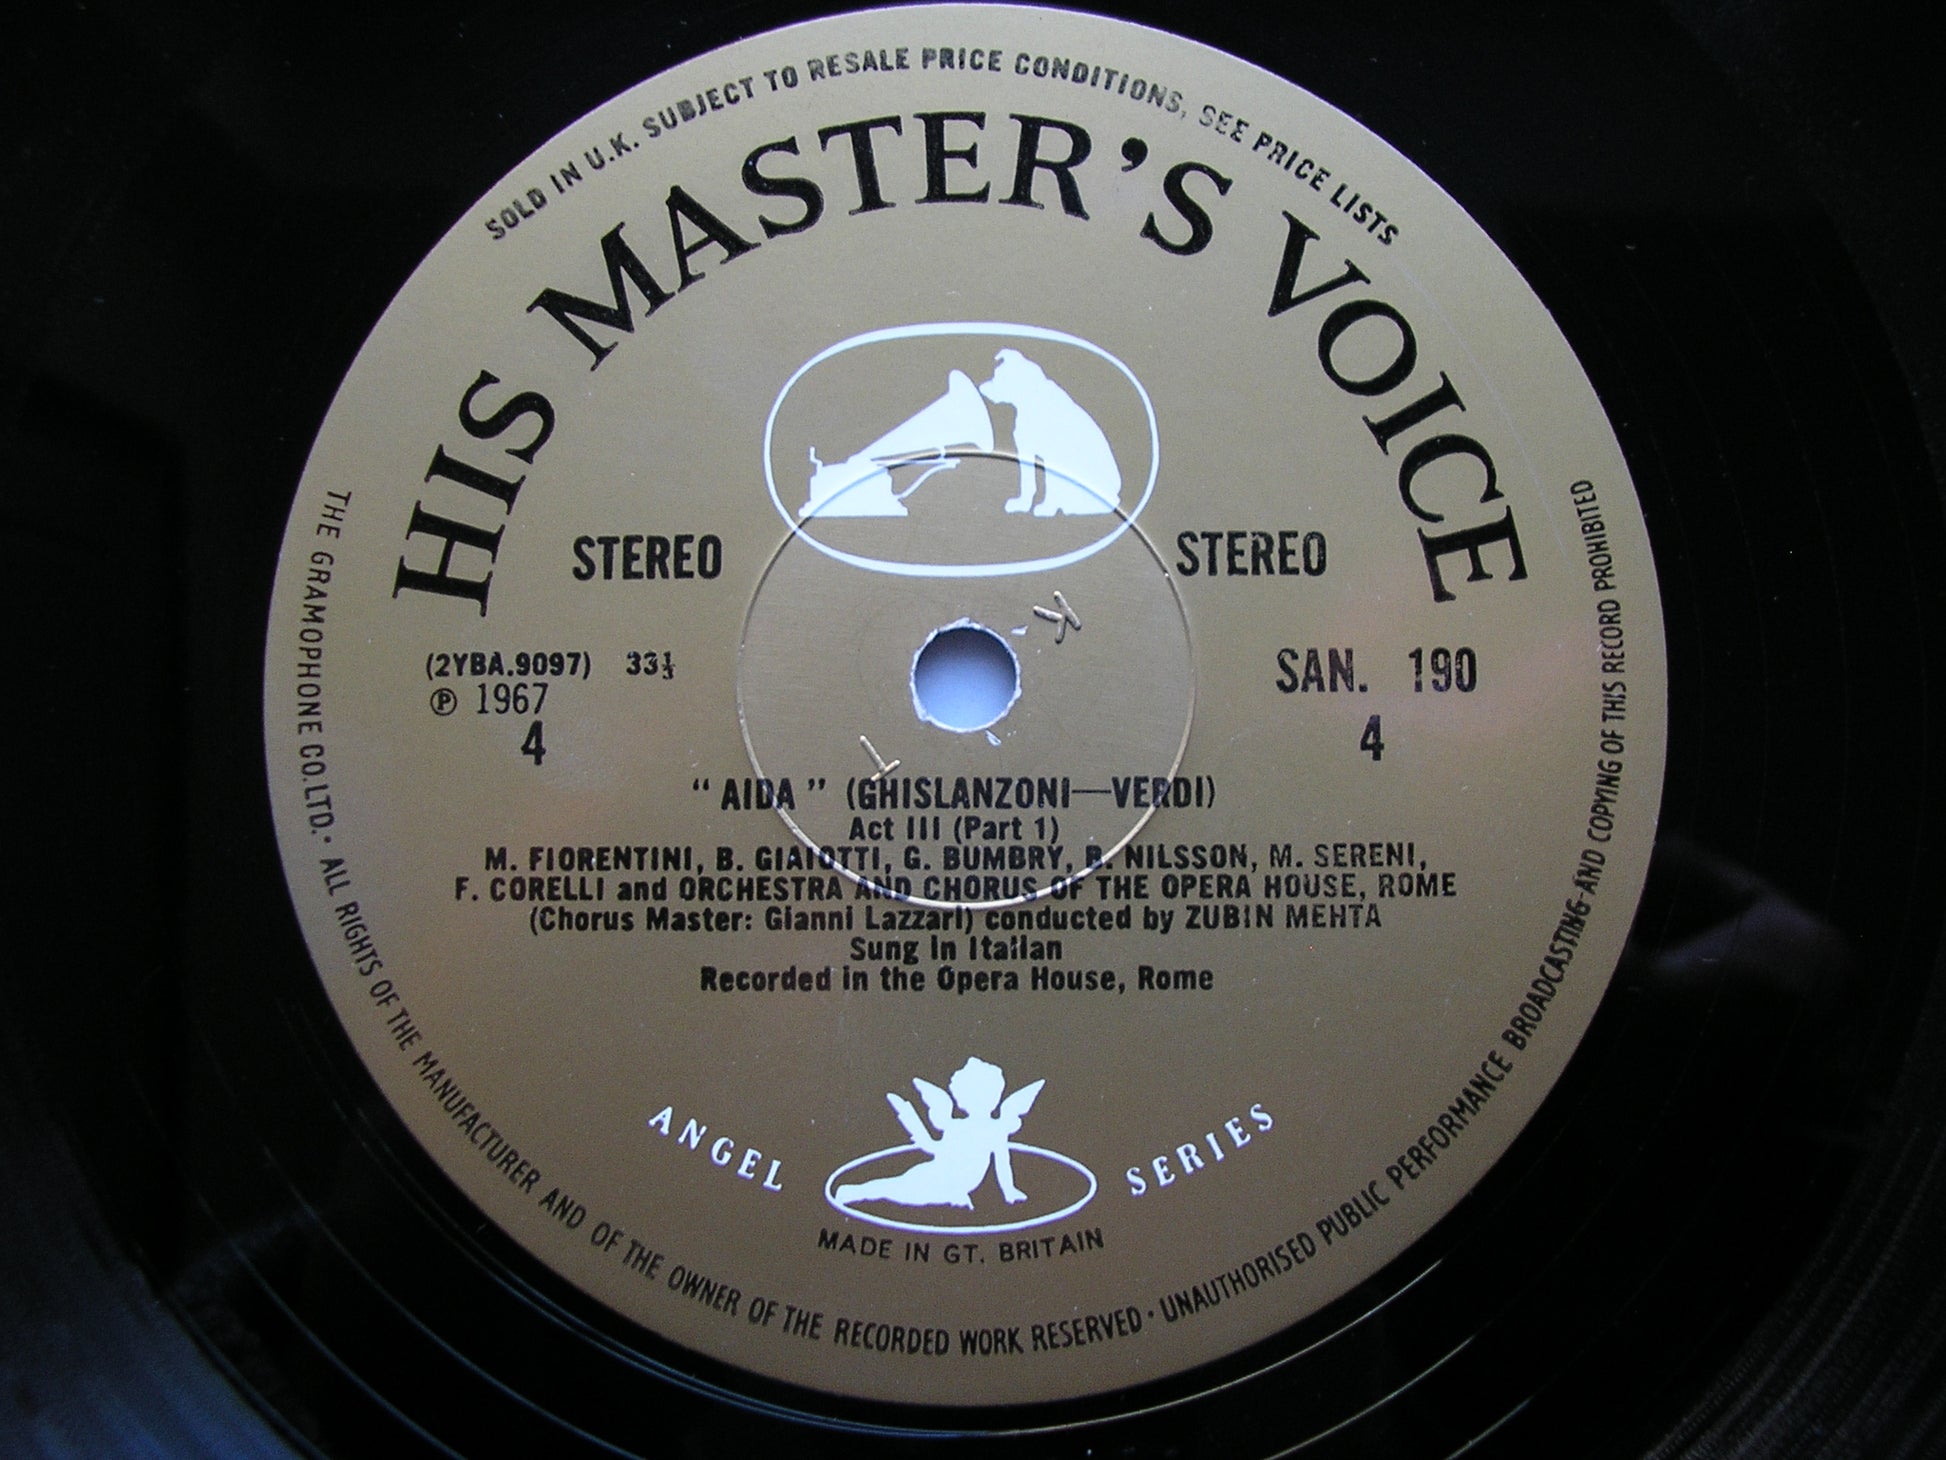 SOLD IN U.K. SUBJECT TO RESALE PRICE CONDITIONS, SEE PRICE LISTS
HIS MASTER'S VOICE
STEREO STEREO
K
(2YBA.9097) 33⅓
℗ 1967
4
SAN. 190
4
T
" AIDA " (GHISLANZONI—VERDI)
Act III (Part 1)
M. FIORENTINI, B. GIAIOTTI, G. BUMBRY, B. NILSSON, M. SERENI,
F. CORELLI and ORCHESTRA AND CHORUS OF THE OPERA HOUSE, ROME
(Chorus Master: Gianni Lazzari) conducted by ZUBIN MEHTA
Sung in Italian
Recorded in the Opera House, Rome
ANGEL SERIES
MADE IN GT. BRITAIN
THE GRAMOPHONE CO.LTD. · ALL RIGHTS OF THE MANUFACTURER AND OF THE OWNER OF THE RECORDED WORK RESERVED · UNAUTHORISED PUBLIC PERFORMANCE BROADCASTING AND COPYING OF THIS RECORD PROHIBITED